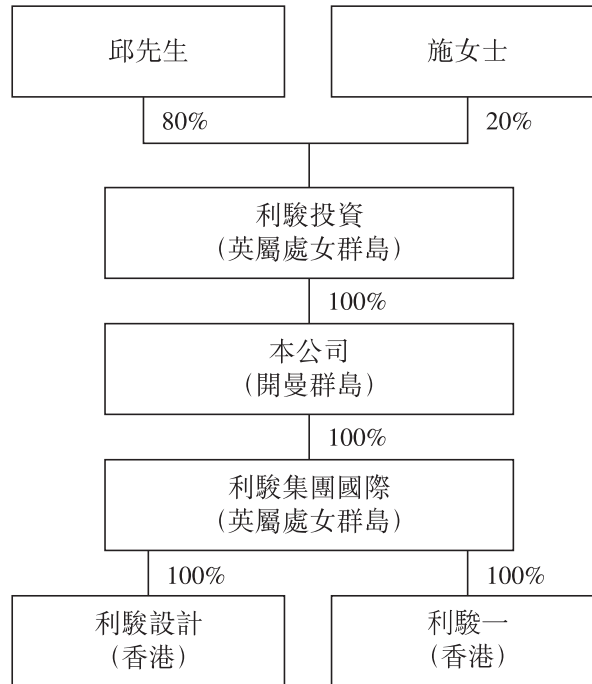 邱先生
施女士
80%
20%
利駿投資
（英屬處女群島）
100%
本公司
（開曼群島）
100%
利駿集團國際
（英屬處女群島）
100%
100%
利駿設計
（香港）
利駿一
（香港）